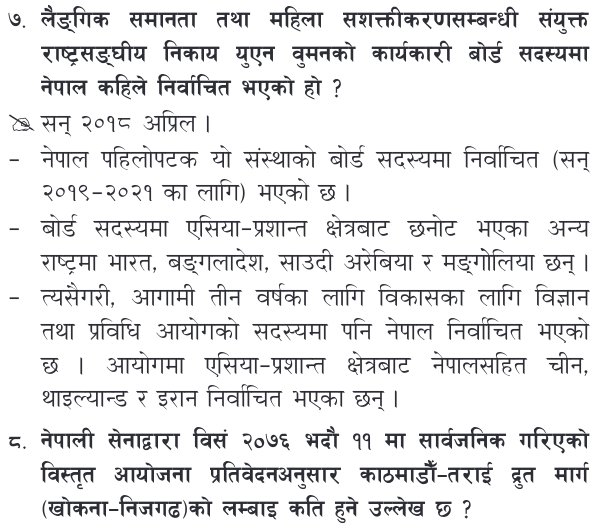 ७. लैङ्गिक समानता तथा महिला सशक्तीकरणसम्बन्धी संयुक्त
राष्ट्रसङ्घीय निकाय युएन वुमनको कार्यकारी बोर्ड सदस्यमा
नेपाल कहिले निर्वाचित भएको हो ?
सन् २०१८ अप्रिल ।
- नेपाल पहिलोपटक यो संस्थाको बोर्ड सदस्यमा निर्वाचित (सन्
२०१९-२०२१ का लागि) भएको छ ।
- बोर्ड सदस्यमा एसिया-प्रशान्त क्षेत्रबाट छनोट भएका अन्य
राष्ट्रमा भारत, बङ्गलादेश, साउदी अरेबिया र मङ्गोलिया छन् ।
- त्यसैगरी, आगामी तीन वर्षका लागि विकासका लागि विज्ञान
तथा प्रविधि आयोगको सदस्यमा पनि नेपाल निर्वाचित भएको
छ । आयोगमा एसिया-प्रशान्त क्षेत्रबाट नेपालसहित चीन,
थाइल्यान्ड र इरान निर्वाचित भएका छन् ।
८. नेपाली सेनाद्वारा विसं २०७६ भदौ ११ मा सार्वजनिक गरिएको
विस्तृत आयोजना प्रतिवेदनअनुसार काठमाडौँ-तराई द्रुत मार्ग
(खोकना-निजगढ)को लम्बाइ कति हुने उल्लेख छ ?